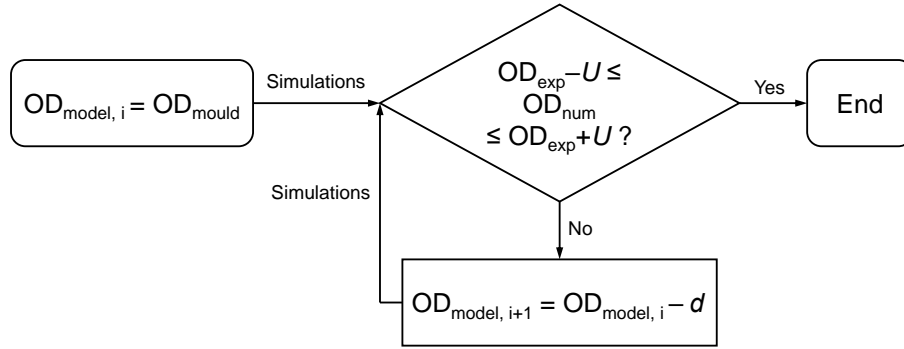 OD_model, i = OD_mould
Simulations
OD_exp–U ≤
OD_num
≤ OD_exp+U ?
Yes
End
Simulations
No
OD_model, i+1 = OD_model, i – d